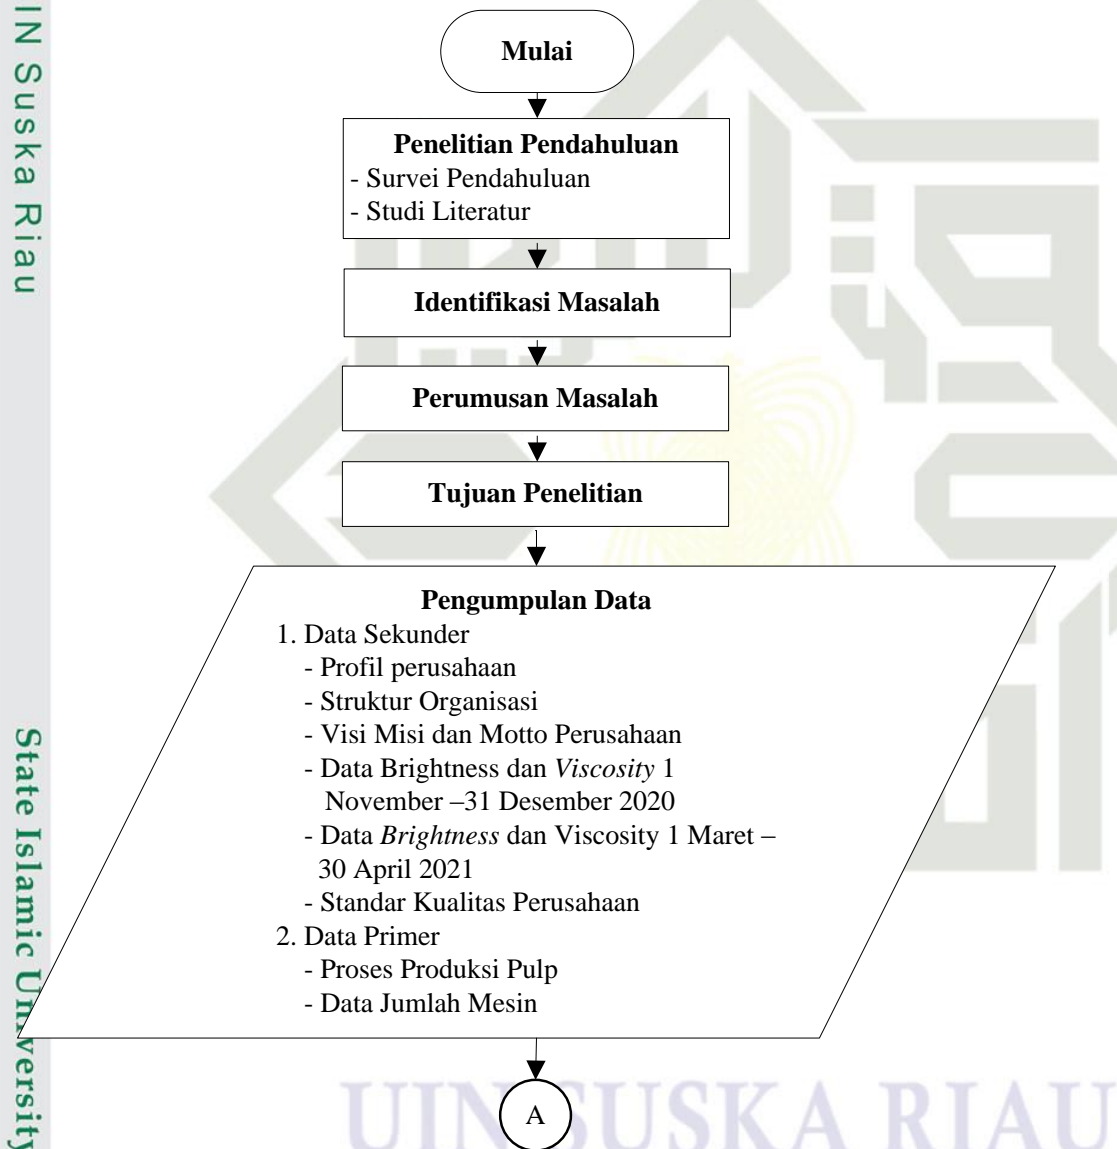 Mulai
Penelitian Pendahuluan
- Survei Pendahuluan
- Studi Literatur
Identifikasi Masalah
Perumusan Masalah
Tujuan Penelitian
Pengumpulan Data
1. Data Sekunder
- Profil perusahaan
- Struktur Organisasi
- Visi Misi dan Motto Perusahaan
- Data Brightness dan Viscosity 1
November –31 Desember 2020
- Data Brightness dan Viscosity 1 Maret –
30 April 2021
- Standar Kualitas Perusahaan
2. Data Primer
- Proses Produksi Pulp
- Data Jumlah Mesin
A
IN Suska Riau
State Islamic University
UIN SUSKA RIAU